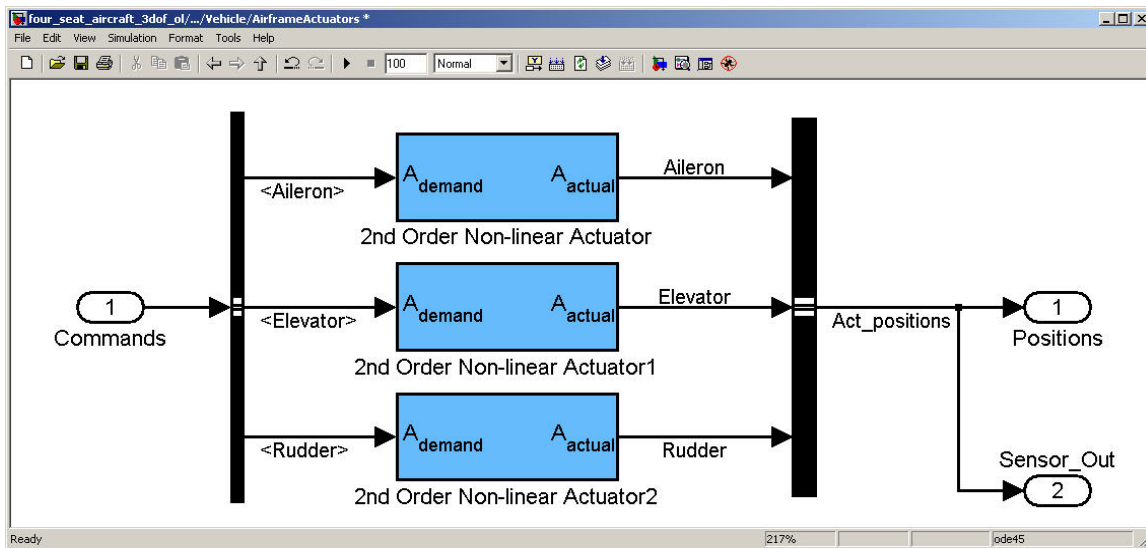 four_seat_aircraft_3dof_ol/.../Vehicle/AirframeActuators *
File Edit View Simulation Format Tools Help
100 Normal
A demand A actual
<Aileron> Aileron
2nd Order Non-linear Actuator
1 A demand A actual 1
Commands <Elevator> Elevator Act_positions Positions
2nd Order Non-linear Actuator1
A demand A actual
<Rudder> Rudder
Sensor_Out
2nd Order Non-linear Actuator2 2
Ready 217% ode45